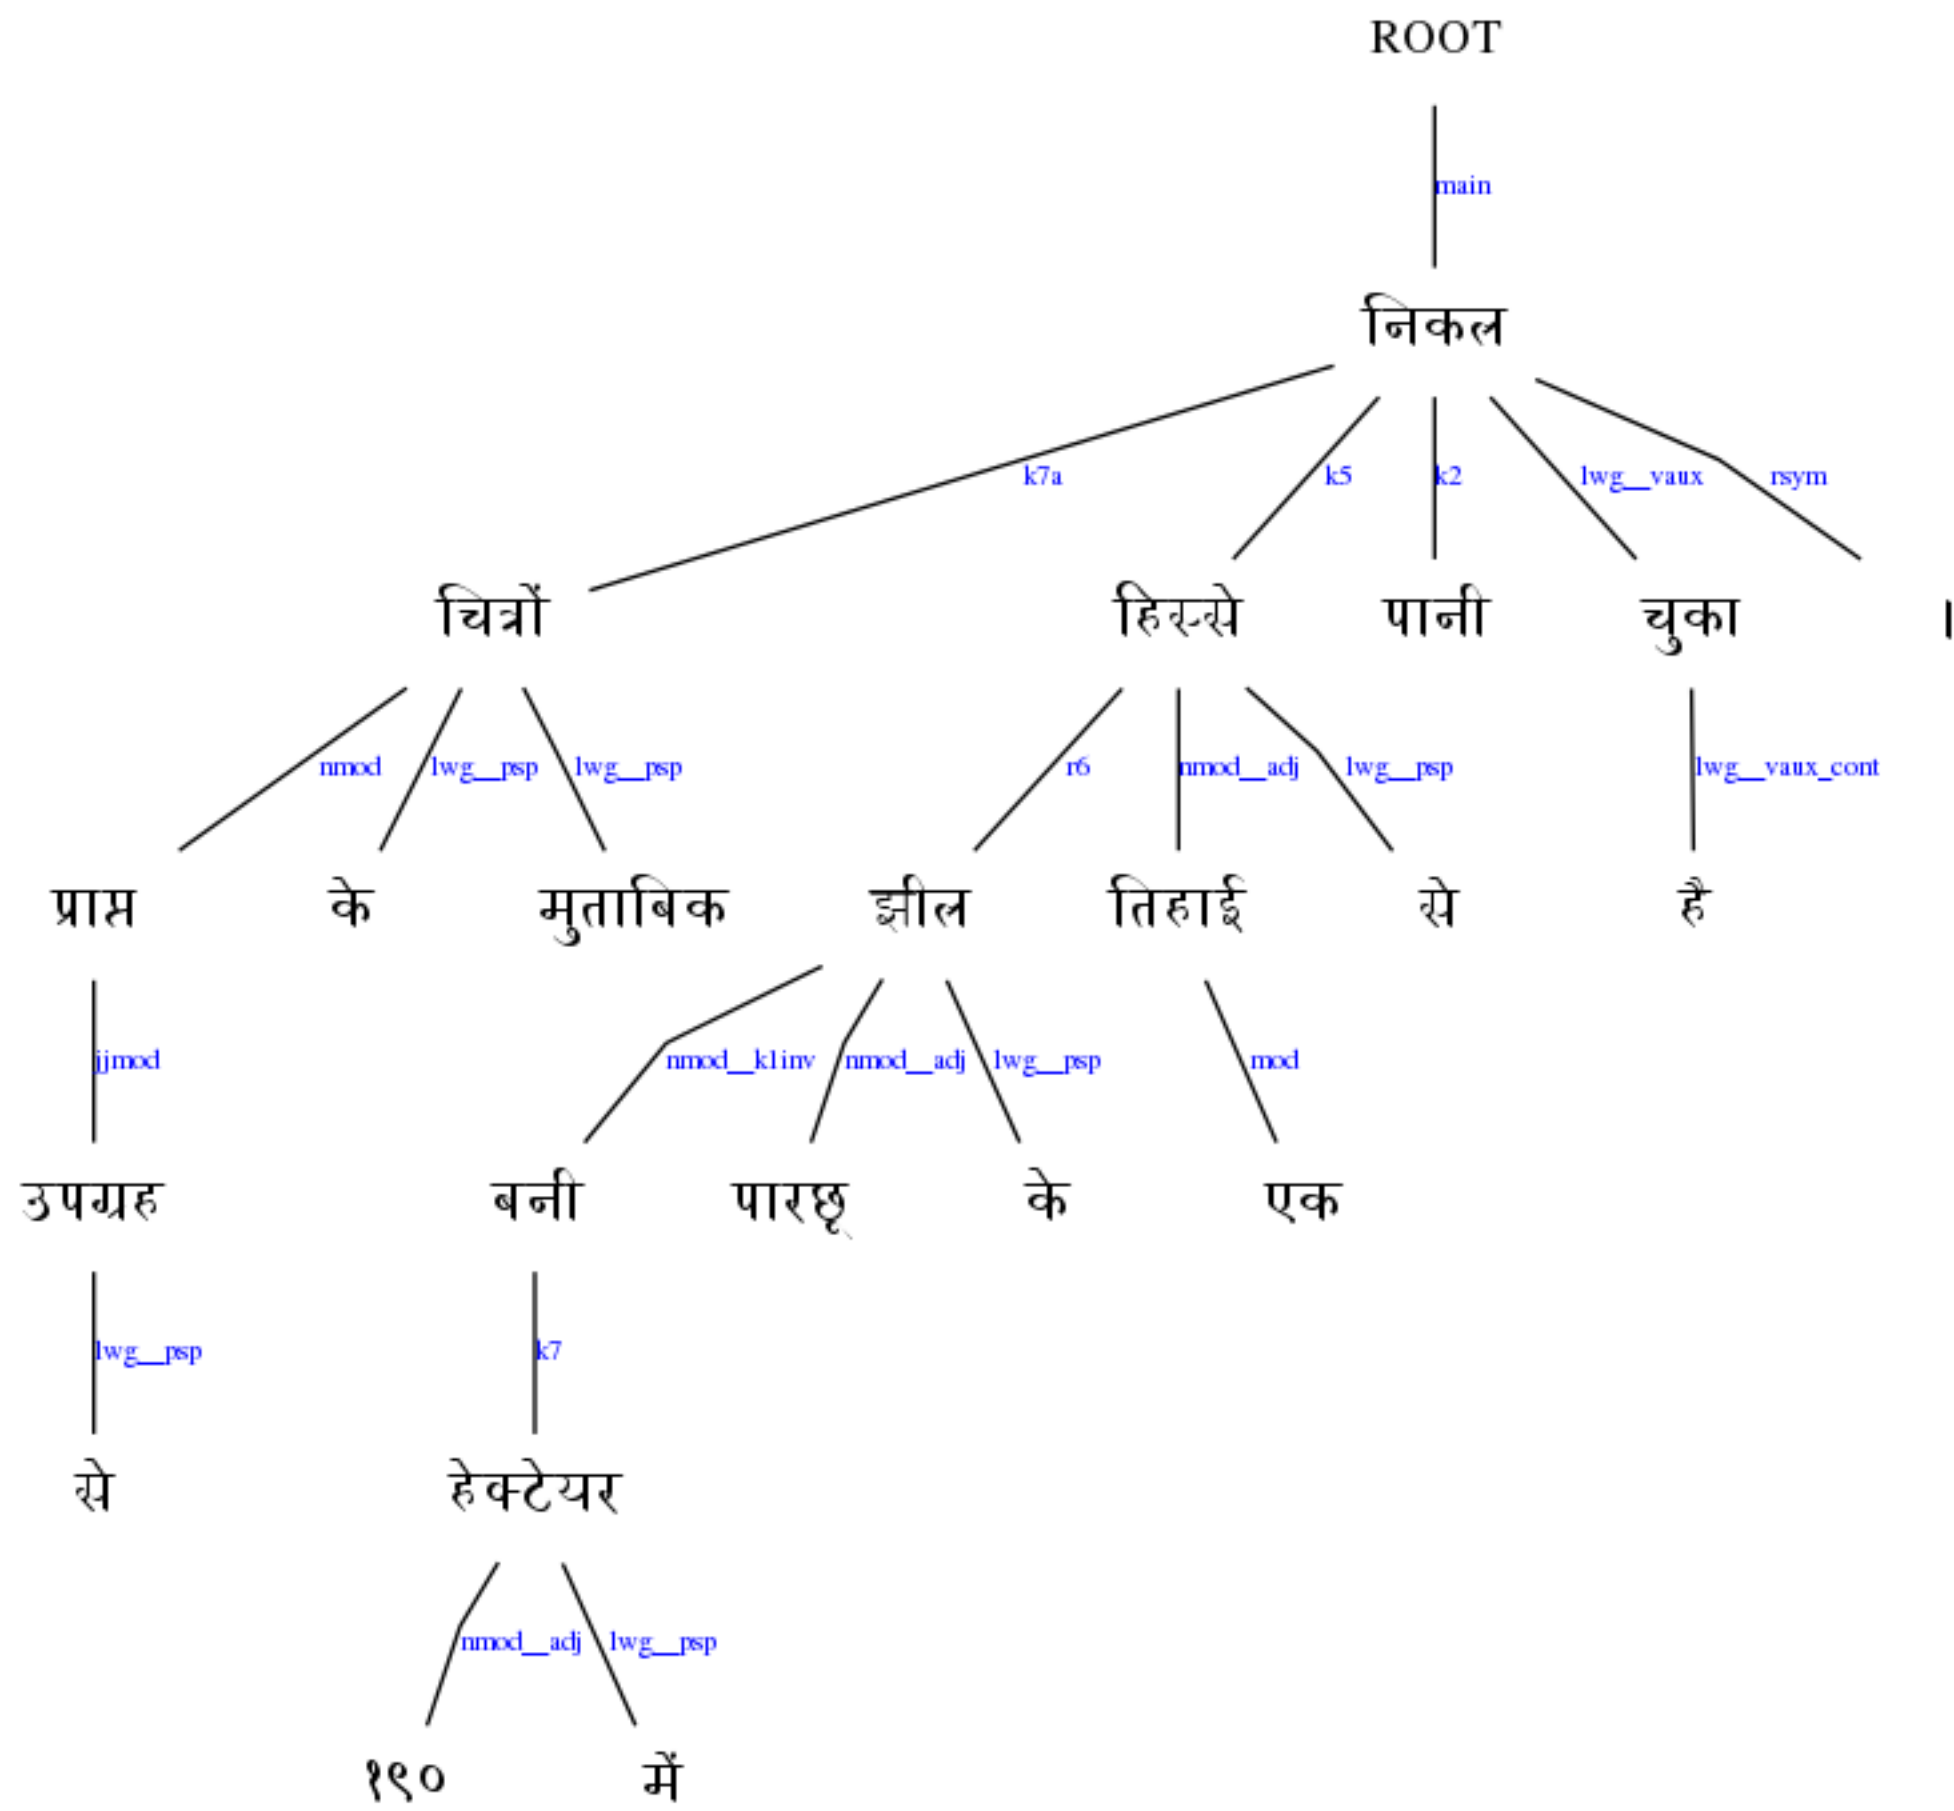 ROOT
main
निकल
k7a k5 k2 lwg__vaux rsym
चित्रों हिस्से पानी चुका ।
nmod lwg__psp lwg__psp r6 nmod__adj lwg__psp lwg__vaux_cont
प्राप्त के मुताबिक झील तिहाई से है
jjmod nmod__k1inv nmod__adj lwg__psp mod
उपग्रह बनी पारछू के एक
lwg__psp k7
से हेक्टेयर
nmod__adj lwg__psp
१९० में